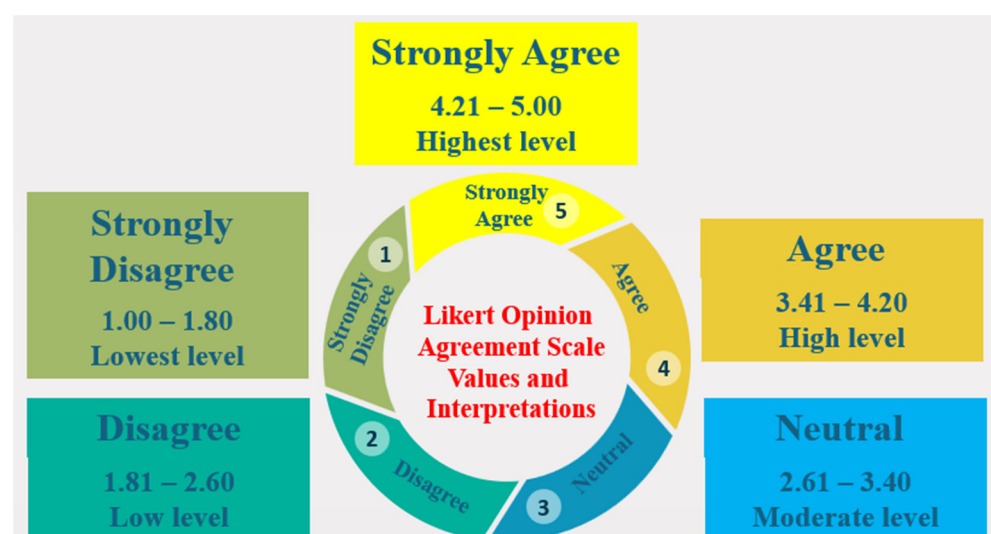 Strongly Agree
4.21 – 5.00
Highest level
Strongly
Disagree
1.00 – 1.80
Lowest level
Agree
3.41 – 4.20
High level
Disagree
1.81 – 2.60
Low level
Neutral
2.61 – 3.40
Moderate level
Strongly
Agree
5
Agree
4
Neutral
3
Disagree
2
Strongly
Disagree
1
Likert Opinion
Agreement Scale
Values and
Interpretations